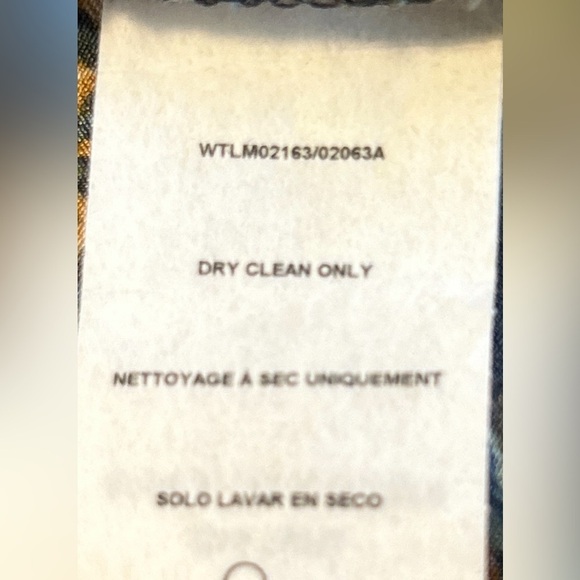 WTLM02163/02063A
DRY CLEAN ONLY
NETTOYAGE À SEC UNIQUEMENT
SOLO LAVAR EN SECO